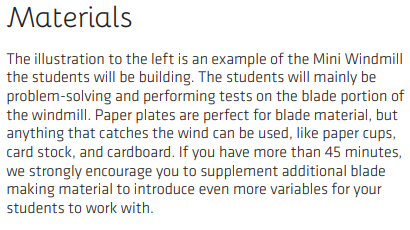 Materials
The illustration to the left is an example of the Mini Windmill
the students will be building. The students will mainly be
problem-solving and performing tests on the blade portion of
the windmill. Paper plates are perfect for blade material, but
anything that catches the wind can be used, like paper cups,
card stock, and cardboard. If you have more than 45 minutes,
we strongly encourage you to supplement additional blade
making material to introduce even more variables for your
students to work with.